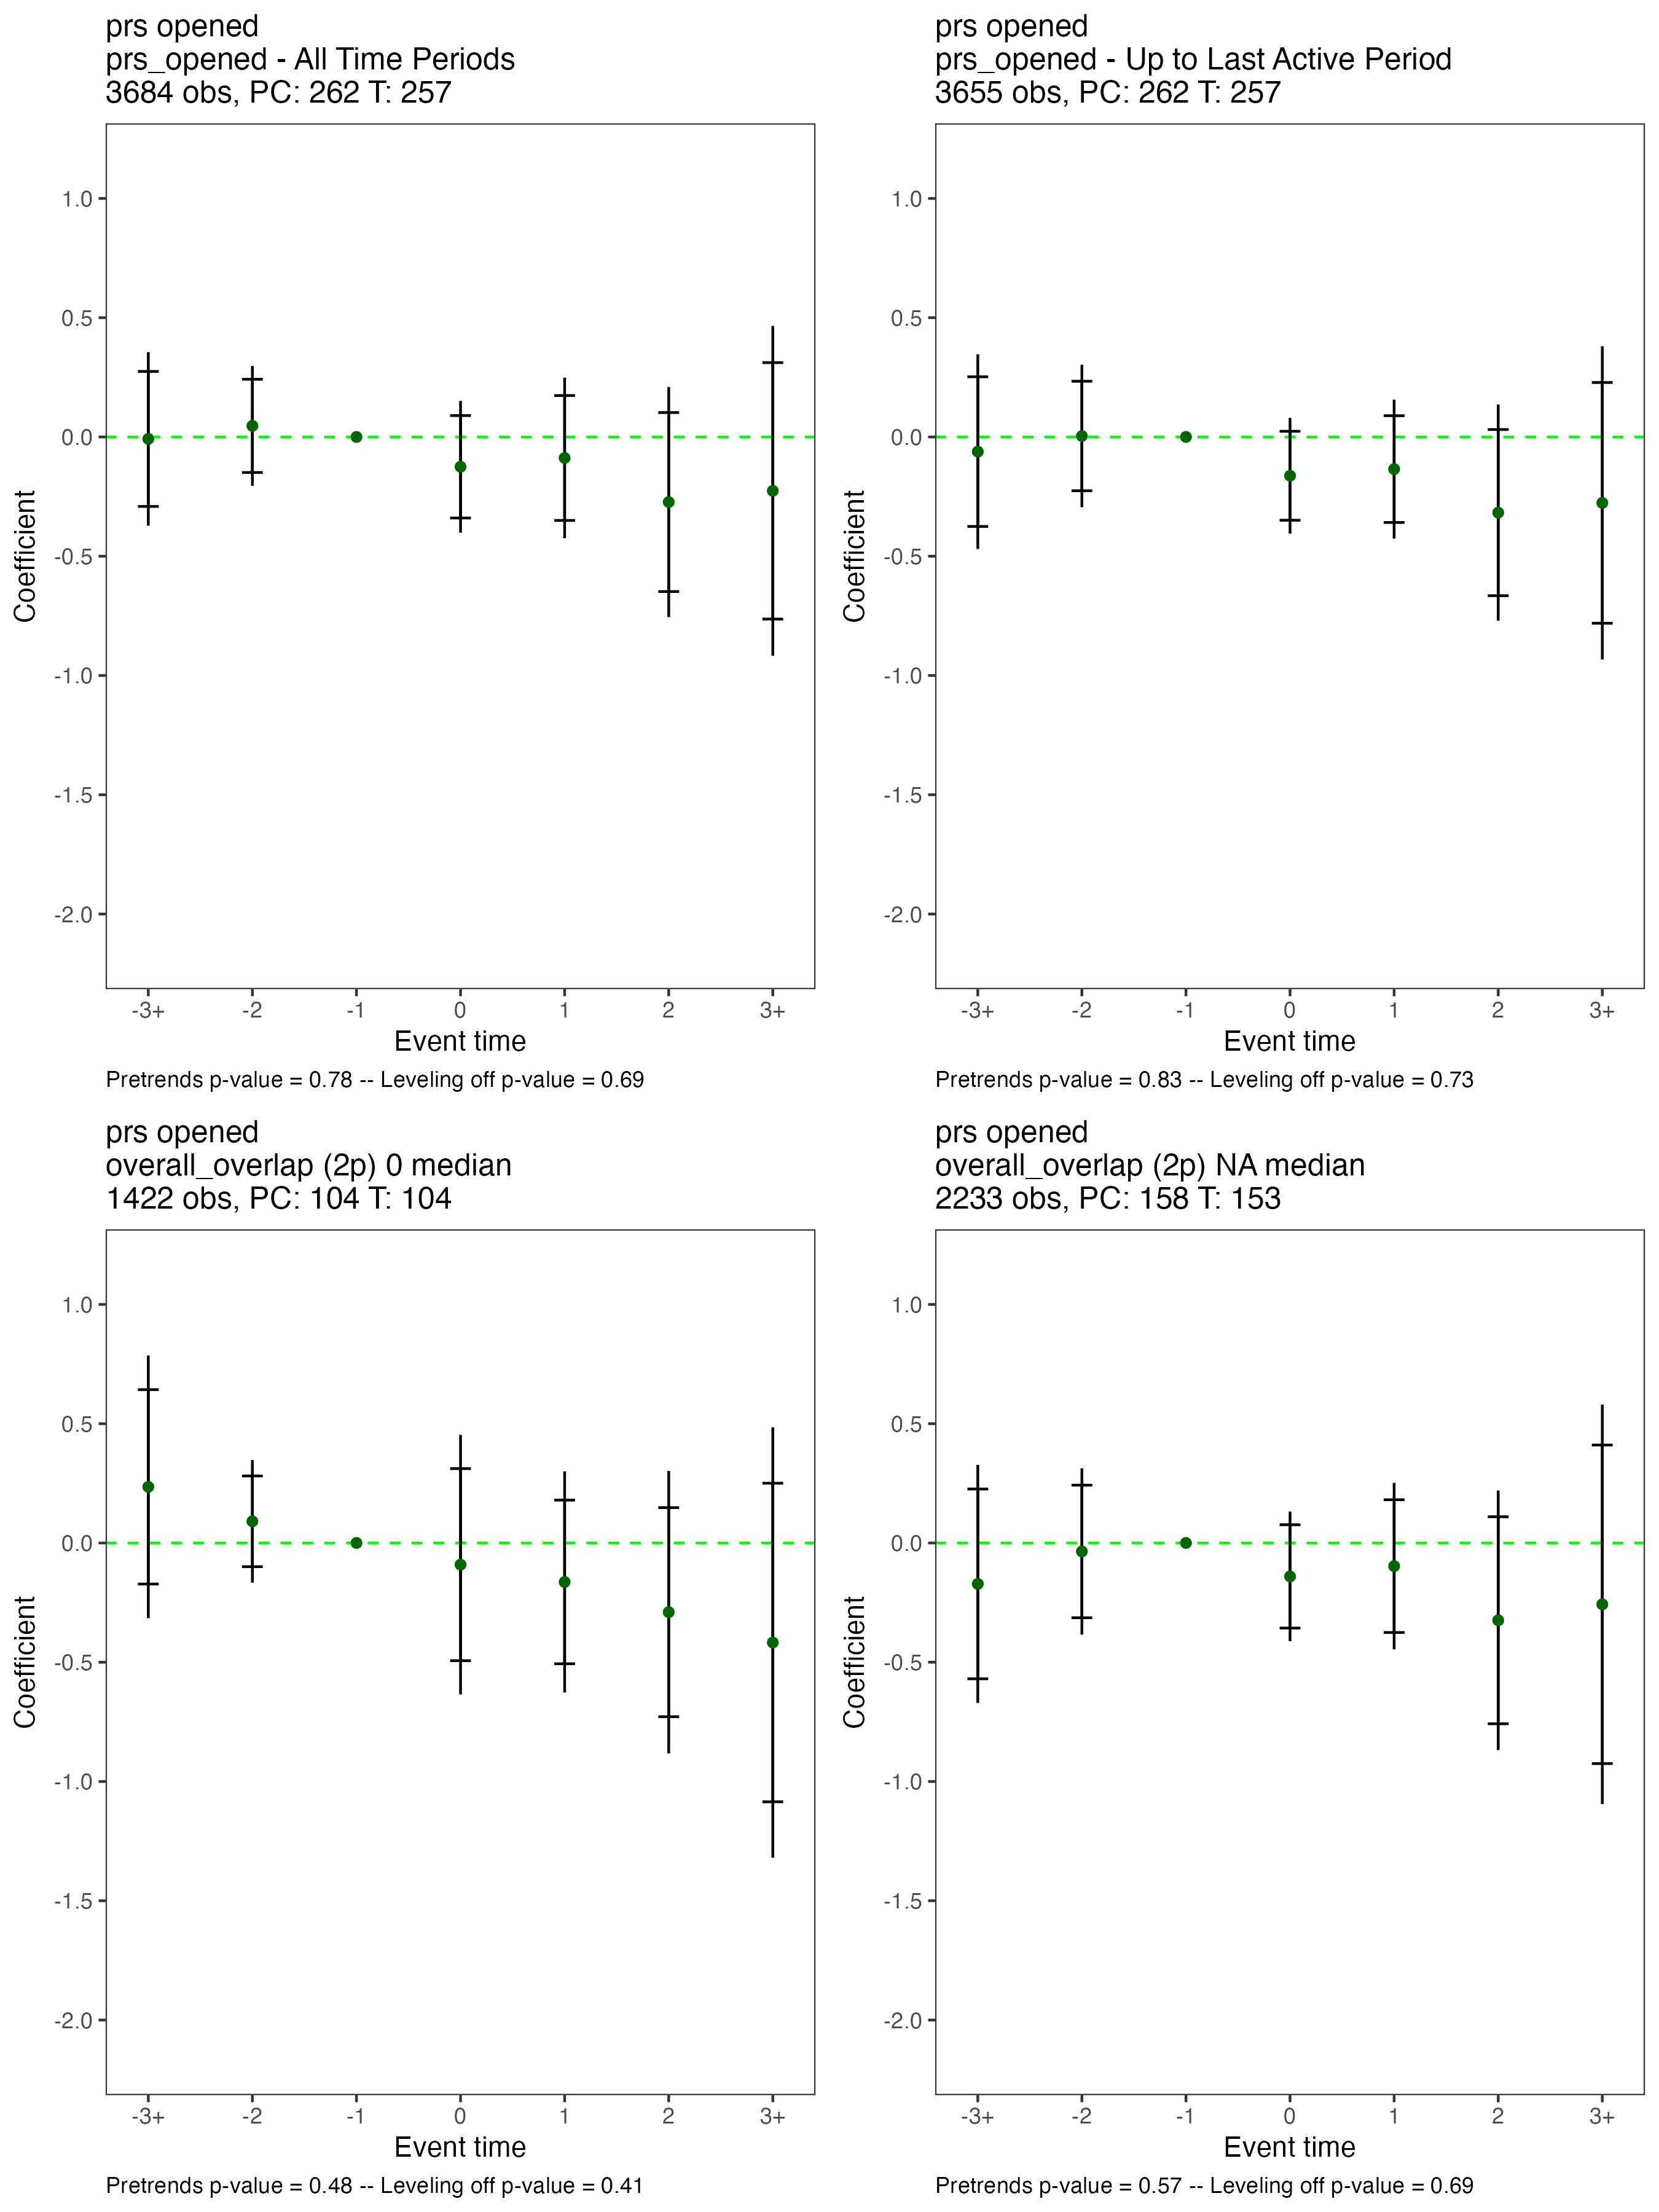 prs opened
prs_opened - All Time Periods
3684 obs, PC: 262 T: 257
Coefficient
1.0
0.5
0.0
-0.5
-1.0
-1.5
-2.0
-3+
-2
-1
0
1
2
3+
Event time
Pretrends p-value = 0.78 -- Leveling off p-value = 0.69
prs opened
prs_opened - Up to Last Active Period
3655 obs, PC: 262 T: 257
Coefficient
1.0
0.5
0.0
-0.5
-1.0
-1.5
-2.0
-3+
-2
-1
0
1
2
3+
Event time
Pretrends p-value = 0.83 -- Leveling off p-value = 0.73
prs opened
overall_overlap (2p) 0 median
1422 obs, PC: 104 T: 104
Coefficient
1.0
0.5
0.0
-0.5
-1.0
-1.5
-2.0
-3+
-2
-1
0
1
2
3+
Event time
Pretrends p-value = 0.48 -- Leveling off p-value = 0.41
prs opened
overall_overlap (2p) NA median
2233 obs, PC: 158 T: 153
Coefficient
1.0
0.5
0.0
-0.5
-1.0
-1.5
-2.0
-3+
-2
-1
0
1
2
3+
Event time
Pretrends p-value = 0.57 -- Leveling off p-value = 0.69